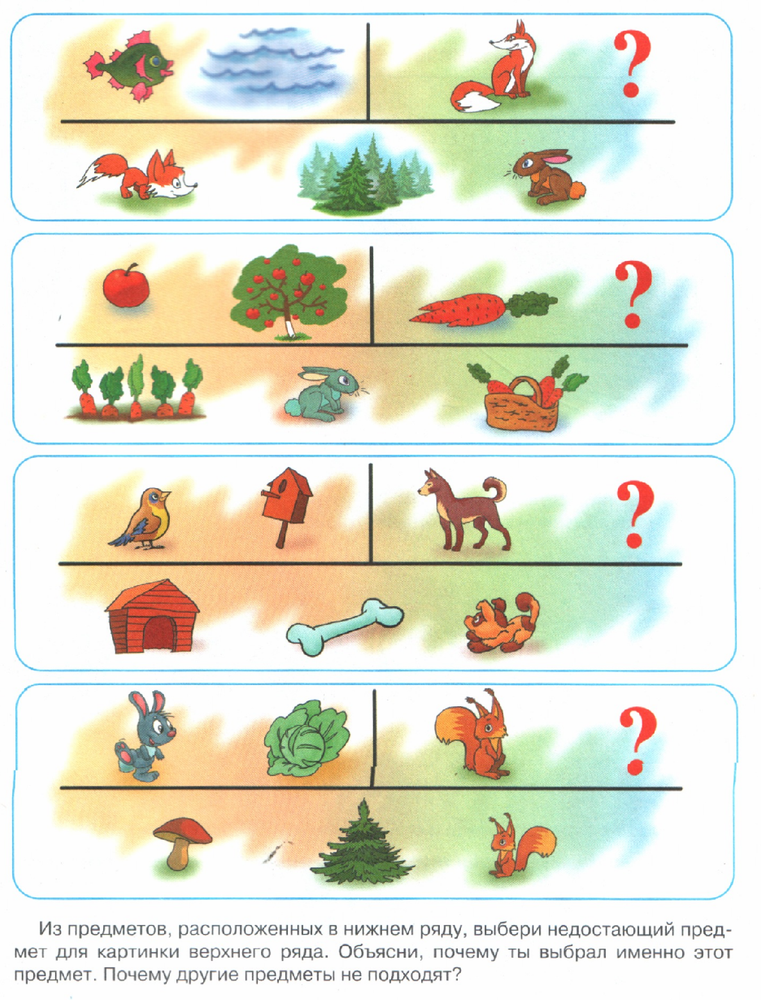 ?
?
?
?
Из предметов, расположенных в нижнем ряду, выбери недостающий пред-
мет для картинки верхнего ряда. Объясни, почему ты выбрал именно этот
предмет. Почему другие предметы не подходят?